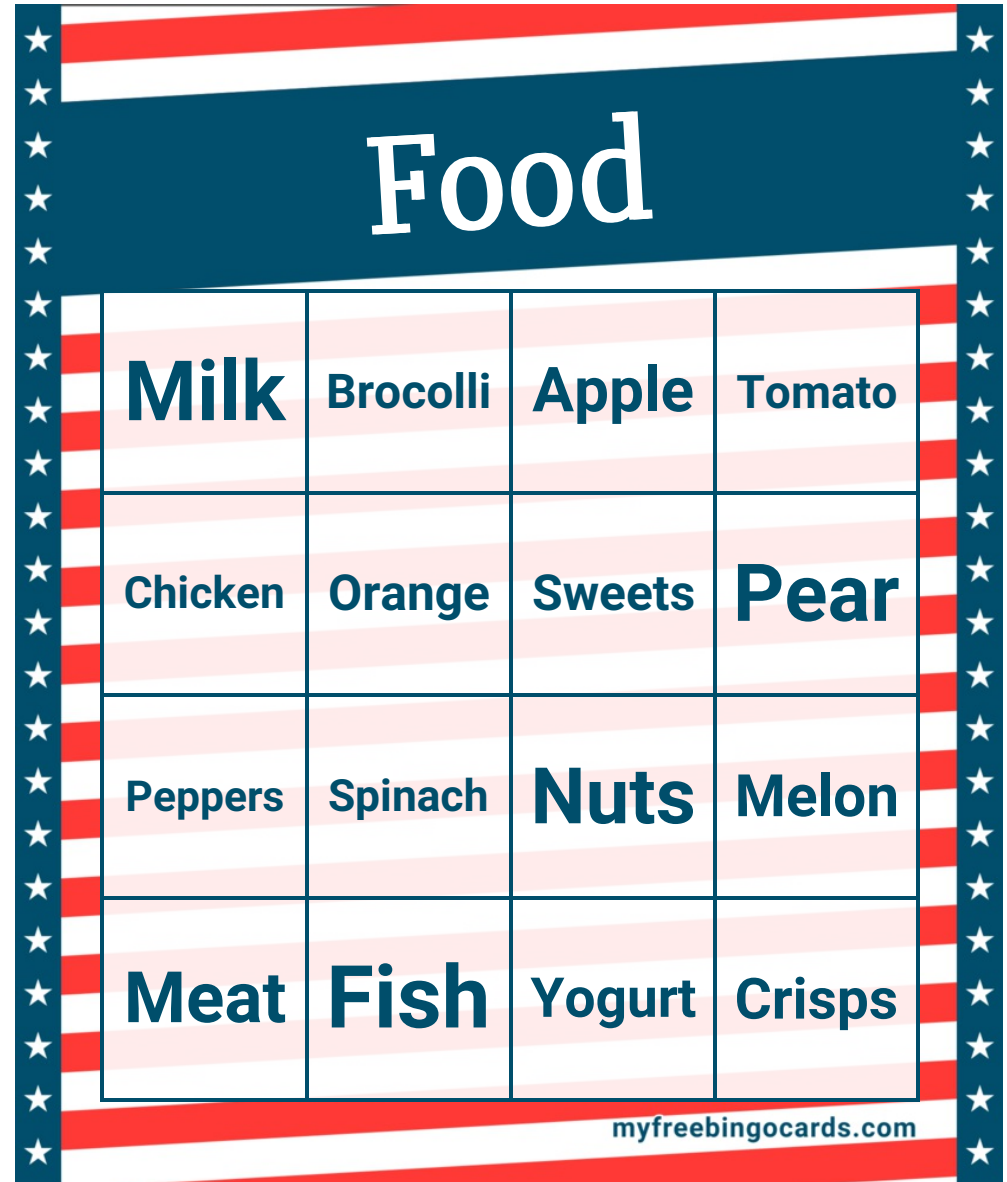 Food
Milk Brocolli Apple Tomato
Chicken Orange Sweets Pear
Peppers Spinach Nuts Melon
Meat Fish Yogurt Crisps
myfreebingocards.com